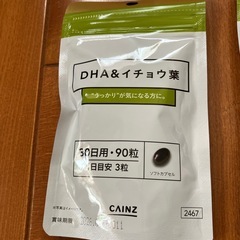 DHA&イチョウ葉
うっかり"が気になる方に。
30日用・90粒
1日目安 3粒
ソフトカプセル
CAINZ
賞味期限
2467